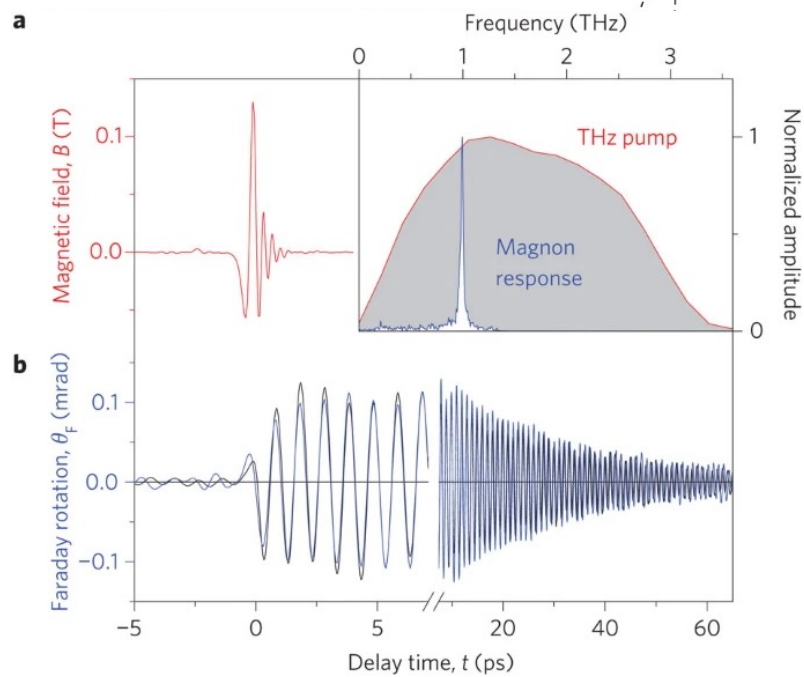 a
Frequency (THz)
0 1 2 3
Magnetic field, B (T)
0.1
0.0
THz pump
Magnon
response
1
0
Normalized amplitude
b
Faraday rotation, θF (mrad)
0.1
0.0
−0.1
−5 0 5 20 40 60
Delay time, t (ps)